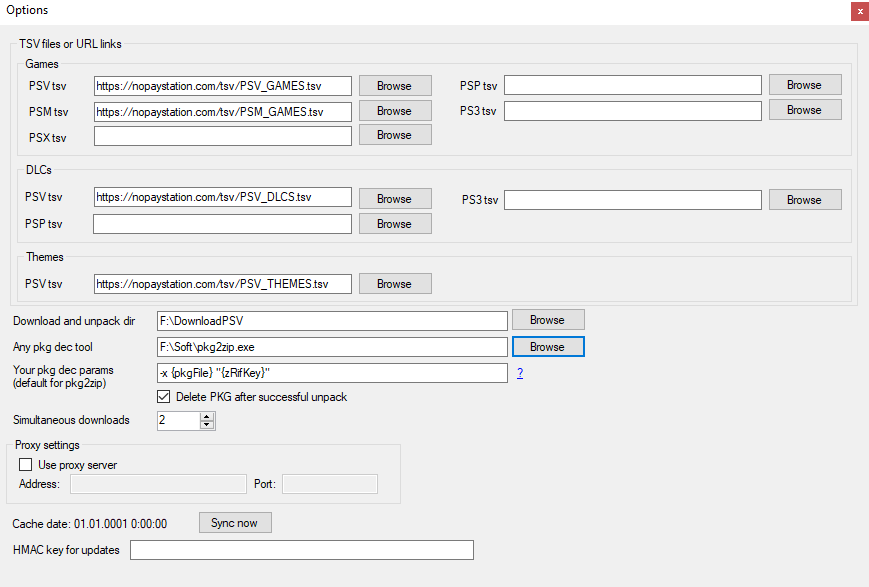 Options
x
TSV files or URL links
Games
PSV tsv https://nopaystation.com/tsv/PSV_GAMES.tsv Browse PSP tsv Browse
PSM tsv https://nopaystation.com/tsv/PSM_GAMES.tsv Browse PS3 tsv Browse
PSX tsv Browse
DLCs
PSV tsv https://nopaystation.com/tsv/PSV_DLCS.tsv Browse PS3 tsv Browse
PSP tsv Browse
Themes
PSV tsv https://nopaystation.com/tsv/PSV_THEMES.tsv Browse
Download and unpack dir F:\DownloadPSV Browse
Any pkg dec tool F:\Soft\pkg2zip.exe Browse
Your pkg dec params -x {pkgFile} "{zRifKey}" ?
(default for pkg2zip)
Delete PKG after successful unpack
Simultaneous downloads 2
Proxy settings
Use proxy server
Address: Port:
Cache date: 01.01.0001 0:00:00 Sync now
HMAC key for updates